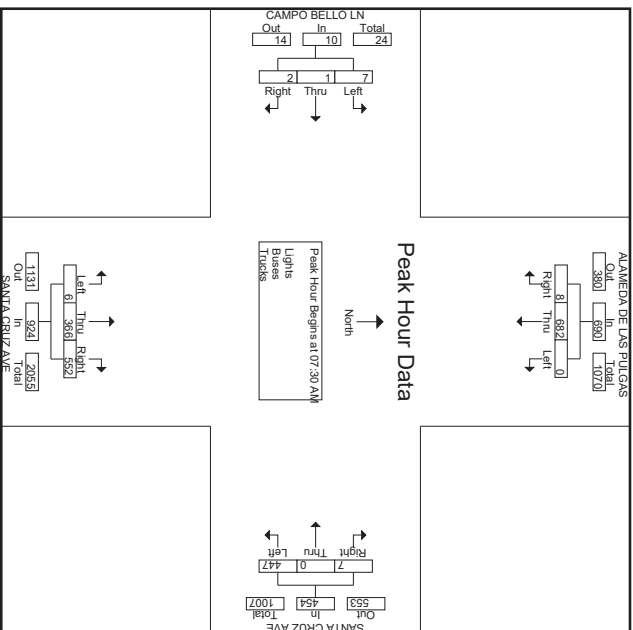 CAMPO BELLO LN
Out In Total
14 10 24
2 1 7
Right Thru Left
ALAMEDA DE LAS PULGAS
Out In Total
380 690 1070
Right Thru Left
8 682 0
Peak Hour Data
North
Peak Hour Begins at 07:30 AM
Lights
Buses
Trucks
Left Thru Right
6 366 552
Out In Total
1131 924 2055
SANTA CRUZ AVE
Left Thru Right
447 0 7
Total In Out
1007 454 553
SANTA CRUZ AVE